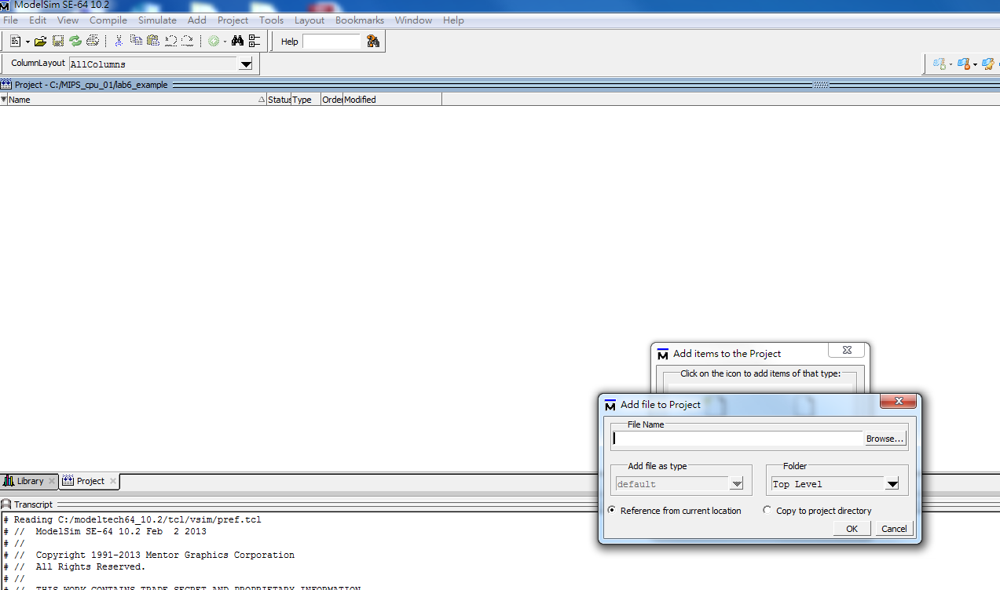 ModelSim SE-64 10.2
File Edit View Compile Simulate Add Project Tools Layout Bookmarks Window Help
Help
ColumnLayout AllColumns
Project - C:/MIPS_cpu_01/lab6_example
Name Status Type Order Modified
Add items to the Project
Click on the icon to add items of that type:
Add file to Project
File Name
Browse...
Add file as type Folder
default Top Level
Reference from current location Copy to project directory
OK Cancel
Library Project
Transcript
# Reading C:/modeltech64_10.2/tcl/vsim/pref.tcl
# // ModelSim SE-64 10.2 Feb 2 2013
# //
# // Copyright 1991-2013 Mentor Graphics Corporation
# // All Rights Reserved.
# //
# // THIS WORK CONTAINS TRADE SECRET AND PROPRIETARY INFORMATION